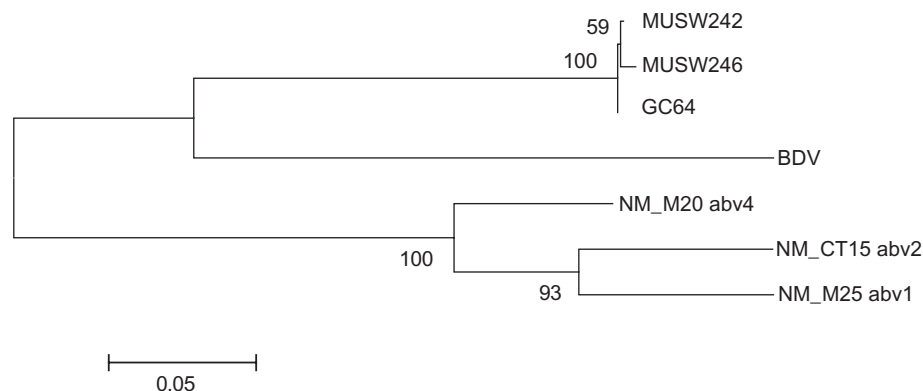 MUSW242
59
MUSW246
100
GC64
BDV
NM_M20 abv4
NM_CT15 abv2
100
NM_M25 abv1
93
0.05